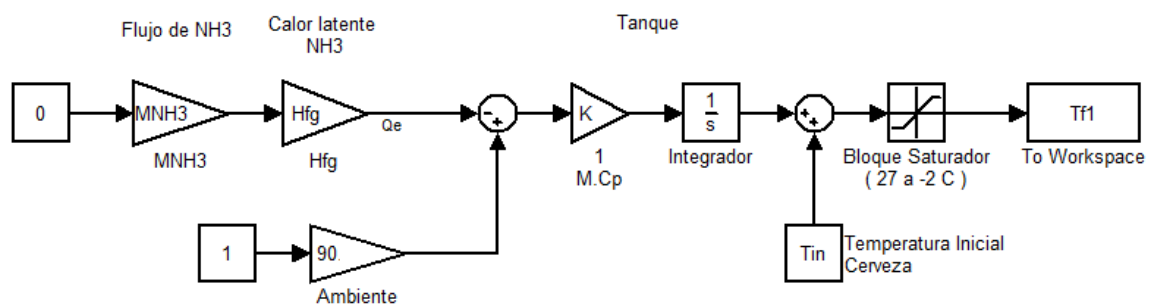 Flujo de NH3
Calor latente
NH3
Tanque
0
MNH3
Hfg
Qe
-
+
K
1
s
+
+
Tf1
MNH3
Hfg
1
M.Cp
Integrador
Bloque Saturador
( 27 a -2 C )
To Workspace
1
90.
Ambiente
Tin
Temperatura Inicial
Cerveza